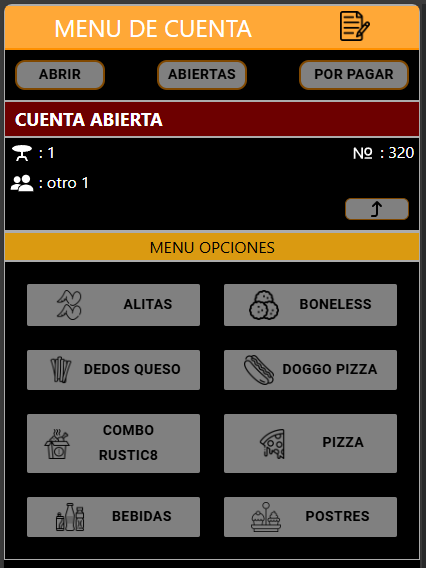 MENU DE CUENTA
ABRIR ABIERTAS POR PAGAR
CUENTA ABIERTA
: 1 № : 320
: otro 1
MENU OPCIONES
ALITAS BONELESS
DEDOS QUESO DOGGO PIZZA
COMBO
RUSTIC8 PIZZA
BEBIDAS POSTRES